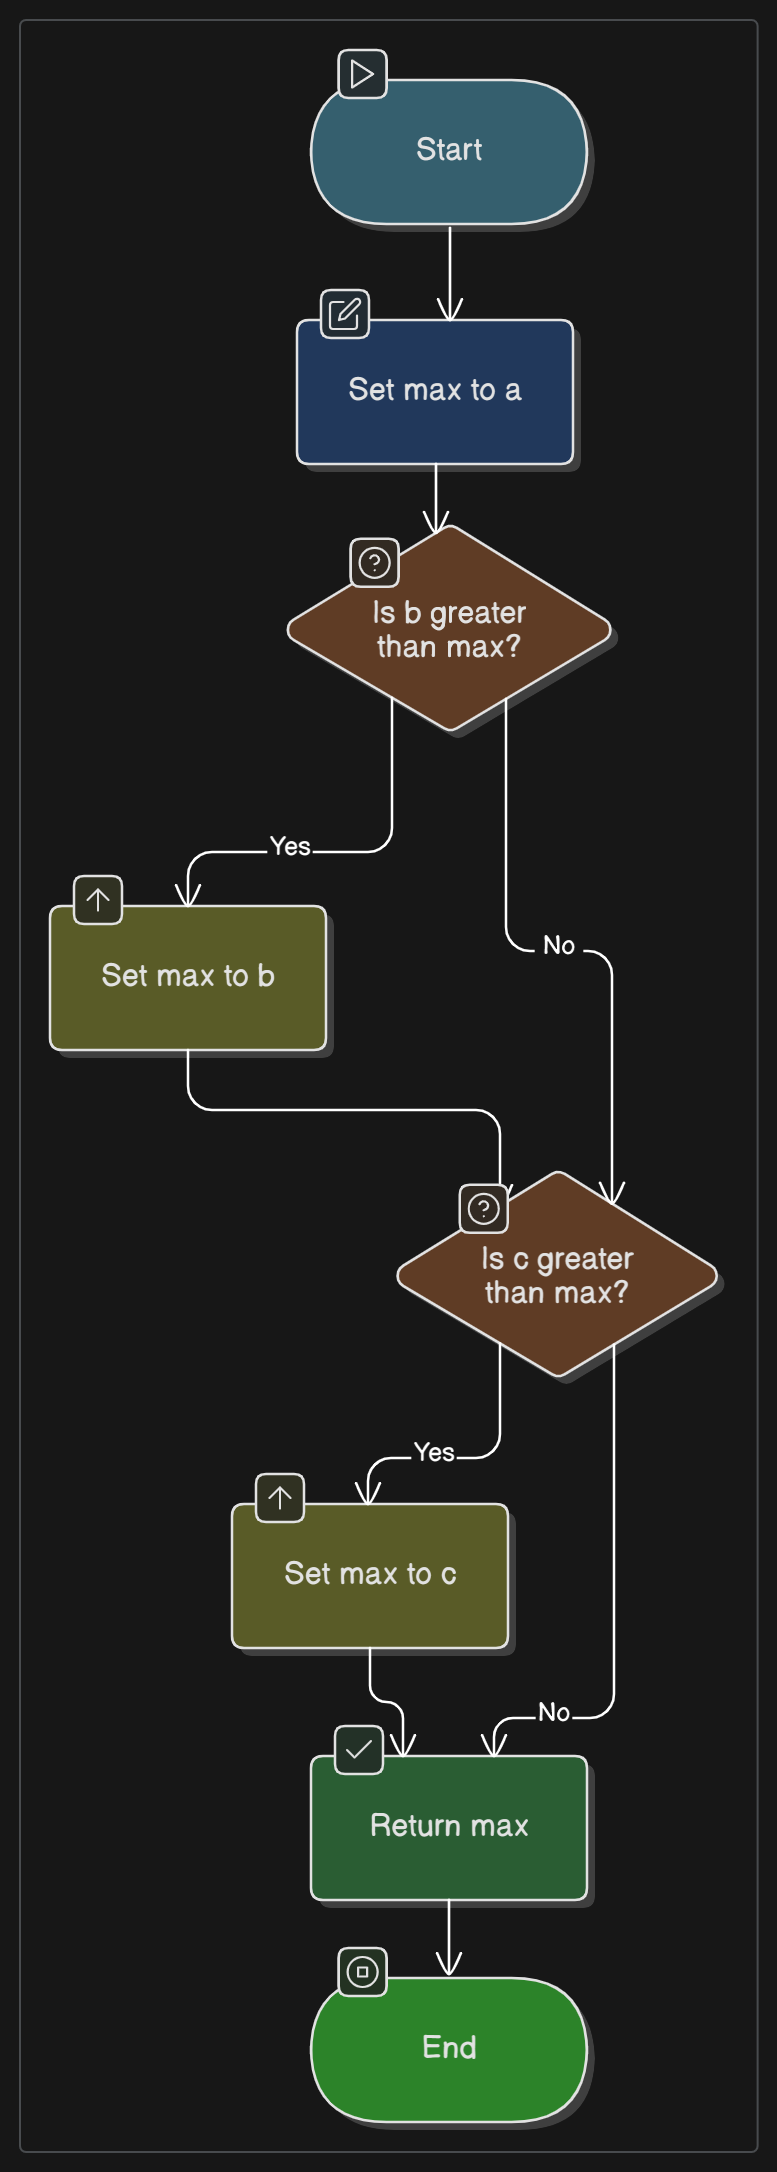 Start
Set max to a
Is b greater
than max?
Yes
No
Set max to b
Is c greater
than max?
Yes
Set max to c
No
Return max
End